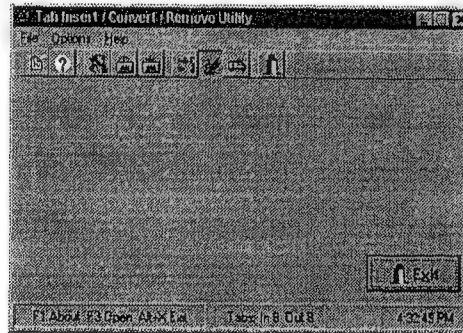 Tab Insert / Convert / Remove Utility
File Options Help
Exit
F1 About F3 Open Alt-X Exit Tabs: In 8 Out 8 4:32:45 PM